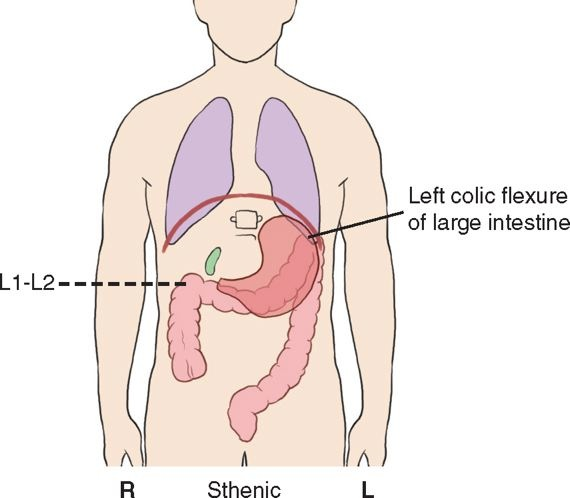 Left colic flexure
of large intestine
L1-L2
R Sthenic L